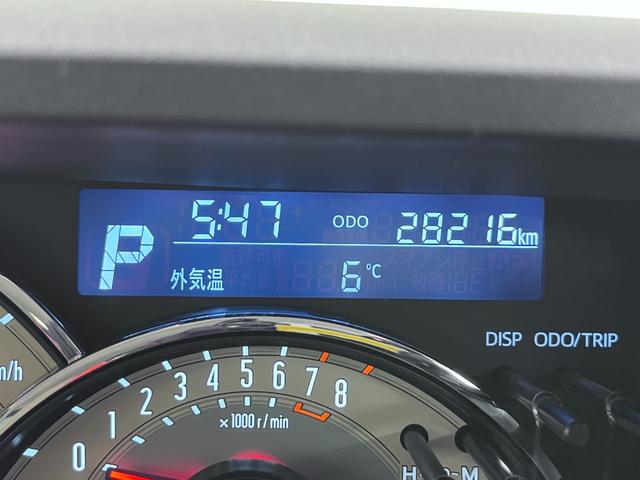 5:47 ODO 28216km
P
外気温 6℃
DISP ODO/TRIP
m/h
0 1 2 3 4 5 6 7 8
×1000 r/min